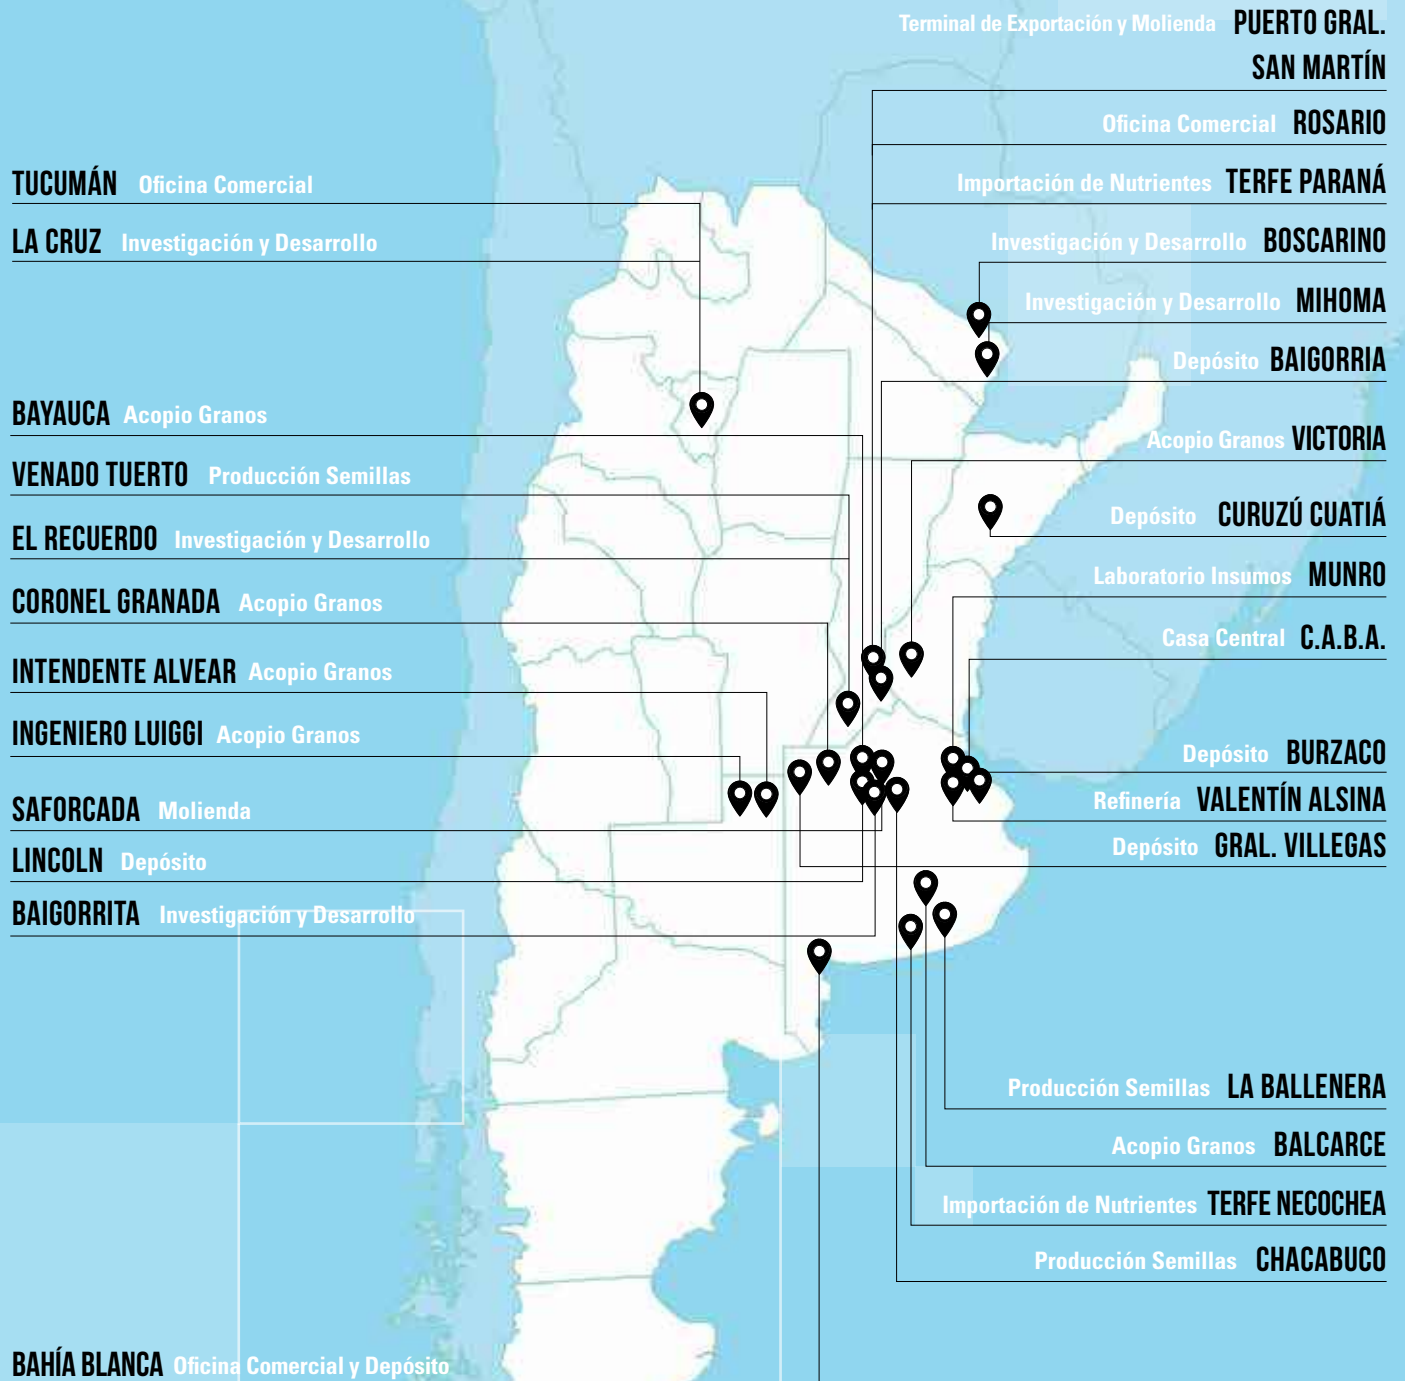 Terminal de Exportación y Molienda PUERTO GRAL.
SAN MARTÍN
Oficina Comercial ROSARIO
Importación de Nutrientes TERFE PARANÁ
Investigación y Desarrollo BOSCARINO
Investigación y Desarrollo MIHOMA
Depósito BAIGORRIA
Acopio Granos VICTORIA
Depósito CURUZÚ CUATIÁ
Laboratorio Insumos MUNRO
Casa Central C.A.B.A.
Depósito BURZACO
Refinería VALENTÍN ALSINA
Depósito GRAL. VILLEGAS
Producción Semillas LA BALLENERA
Acopio Granos BALCARCE
Importación de Nutrientes TERFE NECOCHEA
Producción Semillas CHACABUCO
TUCUMÁN Oficina Comercial
LA CRUZ Investigación y Desarrollo
BAYAUCA Acopio Granos
VENADO TUERTO Producción Semillas
EL RECUERDO Investigación y Desarrollo
CORONEL GRANADA Acopio Granos
INTENDENTE ALVEAR Acopio Granos
INGENIERO LUIGGI Acopio Granos
SAFORCADA Molienda
LINCOLN Depósito
BAIGORRITA Investigación y Desarrollo
BAHÍA BLANCA Oficina Comercial y Depósito